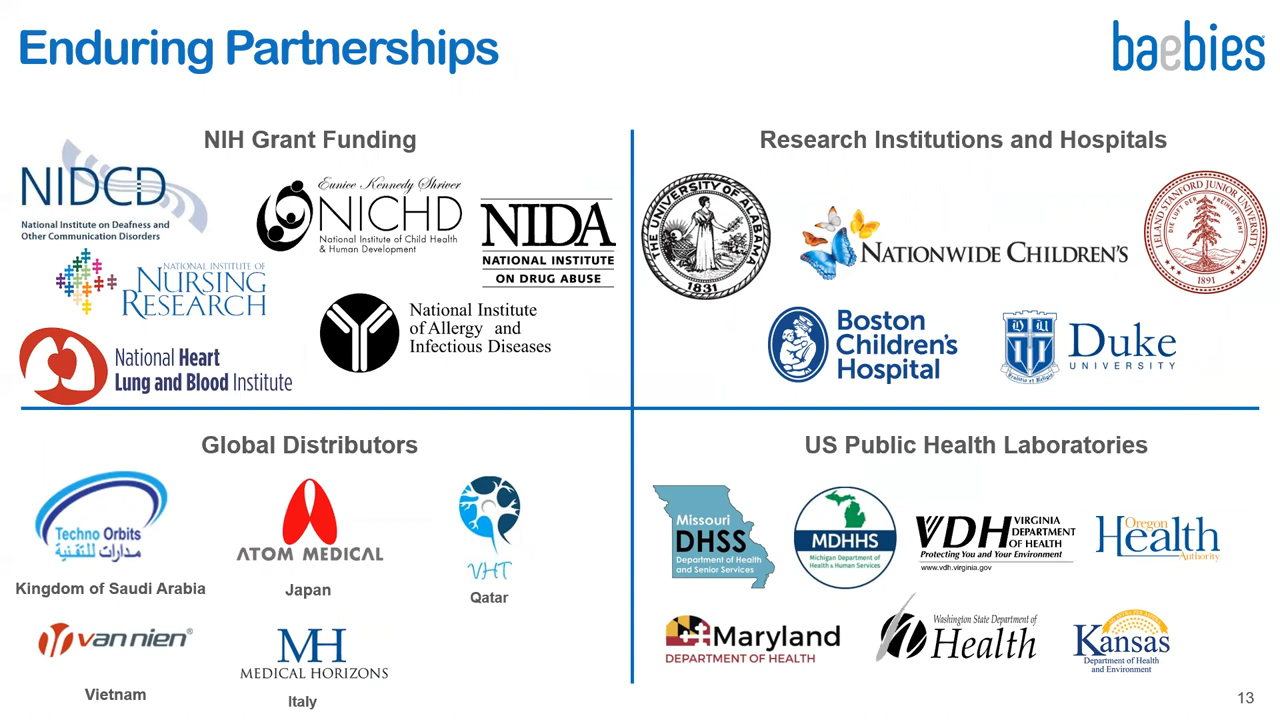 Enduring Partnerships
baebies
NIH Grant Funding
NIDCD
National Institute on Deafness and
Other Communication Disorders
Eunice Kennedy Shriver
NICHD
National Institute of Child Health
& Human Development
NIDA
NATIONAL INSTITUTE
ON DRUG ABUSE
NATIONAL INSTITUTE OF
NURSING
RESEARCH
National Institute
of Allergy and
Infectious Diseases
National Heart
Lung and Blood Institute
Research Institutions and Hospitals
THE UNIVERSITY OF ALABAMA
1831
NATIONWIDE CHILDREN'S
LELAND STANFORD JUNIOR UNIVERSITY
DIE LUFT DER FREIHEIT WEHT
1891
Boston
Children's
Hospital
Duke
UNIVERSITY
Global Distributors
Techno Orbits
مدارات للتقنية
Kingdom of Saudi Arabia
ATOM MEDICAL
Japan
VHT
Qatar
van nien®
Vietnam
MH
MEDICAL HORIZONS
Italy
US Public Health Laboratories
Missouri
DHSS
Department of Health
and Senior Services
MDHHS
Michigan Department of
Health & Human Services
VDH VIRGINIA
DEPARTMENT
OF HEALTH
Protecting You and Your Environment
www.vdh.virginia.gov
Oregon
Health
Authority
Maryland
DEPARTMENT OF HEALTH
Washington State Department of
Health
Kansas
Department of Health
and Environment
13